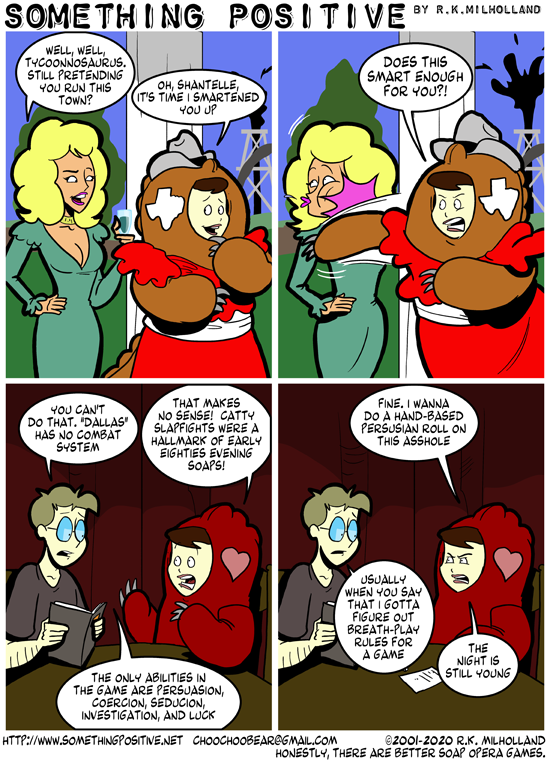 SOMETHING POSITIVE BY R.K.MILHOLLAND
WELL, WELL,
TYCOONNOSAURUS.
STILL PRETENDING
YOU RUN THIS
TOWN?
OH, SHANTELLE,
IT'S TIME I SMARTENED
YOU UP
DOES THIS
SMART ENOUGH
FOR YOU?!
YOU CAN'T
DO THAT. "DALLAS"
HAS NO COMBAT
SYSTEM
THAT MAKES
NO SENSE! CATTY
SLAPFIGHTS WERE A
HALLMARK OF EARLY
EIGHTIES EVENING
SOAPS!
THE ONLY ABILITIES IN
THE GAME ARE PERSUASION,
COERCION, SEDUCION,
INVESTIGATION, AND LUCK
FINE. I WANNA
DO A HAND-BASED
PERSUSIAN ROLL ON
THIS ASSHOLE
USUALLY
WHEN YOU SAY
THAT I GOTTA
FIGURE OUT
BREATH-PLAY
RULES FOR
A GAME
THE
NIGHT IS
STILL YOUNG
HTTP://WWW.SOMETHINGPOSITIVE.NET CHOOCHOOBEAR@GMAIL.COM ©2001-2020 R.K. MILHOLLAND
HONESTLY, THERE ARE BETTER SOAP OPERA GAMES.